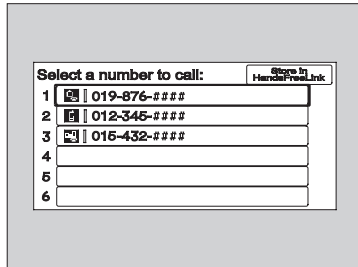 Select a number to call:
Store in
HandsFreeLink
1 019-876-####
2 012-345-####
3 015-432-####
4
5
6